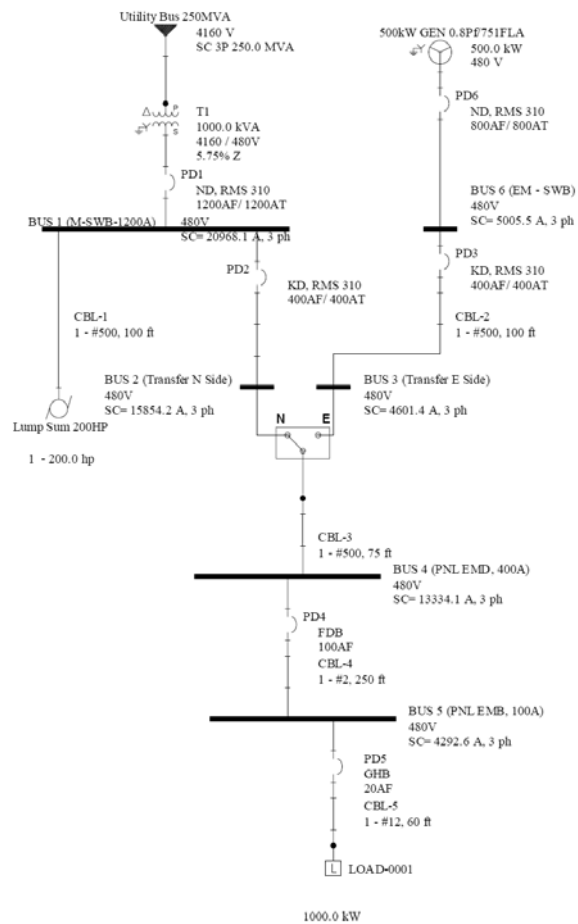 Utiility Bus 250MVA
4160 V
SC 3P 250.0 MVA
500kW GEN 0.8Pf/751FLA
500.0 kW
480 V
PD6
ND, RMS 310
800AF/ 800AT
P
S
T1
1000.0 kVA
4160 / 480V
5.75% Z
PD1
ND, RMS 310
1200AF/ 1200AT
BUS 1 (M-SWB-1200A)
480V
SC= 20968.1 A, 3 ph
BUS 6 (EM - SWB)
480V
SC= 5005.5 A, 3 ph
PD2
KD, RMS 310
400AF/ 400AT
PD3
KD, RMS 310
400AF/ 400AT
CBL-1
1 - #500, 100 ft
CBL-2
1 - #500, 100 ft
BUS 2 (Transfer N Side)
480V
SC= 15854.2 A, 3 ph
BUS 3 (Transfer E Side)
480V
SC= 4601.4 A, 3 ph
Lump Sum 200HP
1 - 200.0 hp
N
E
CBL-3
1 - #500, 75 ft
BUS 4 (PNL EMD, 400A)
480V
SC= 13334.1 A, 3 ph
PD4
FDB
100AF
CBL-4
1 - #2, 250 ft
BUS 5 (PNL EMB, 100A)
480V
SC= 4292.6 A, 3 ph
PD5
GHB
20AF
CBL-5
1 - #12, 60 ft
L
LOAD-0001
1000.0 kW